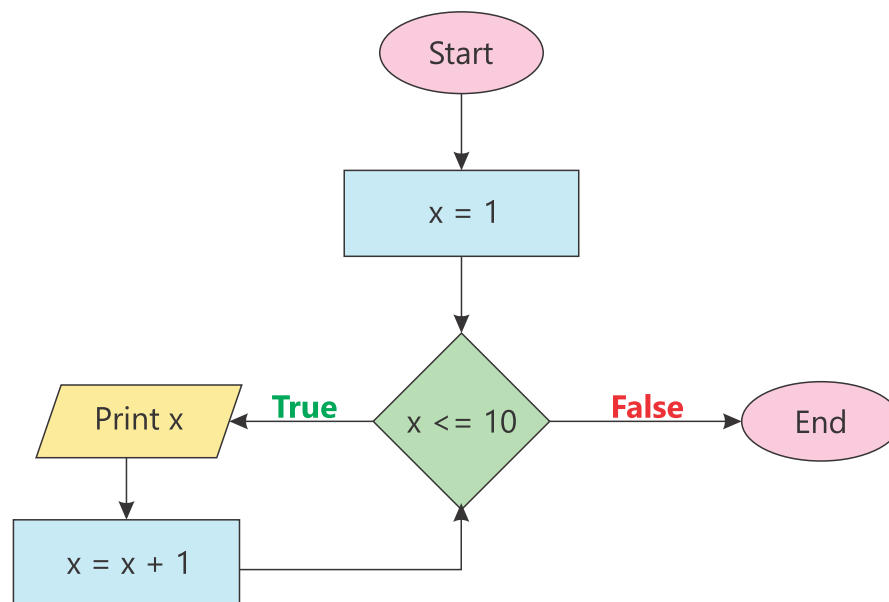 Start
x = 1
x <= 10
True
False
Print x
End
x = x + 1